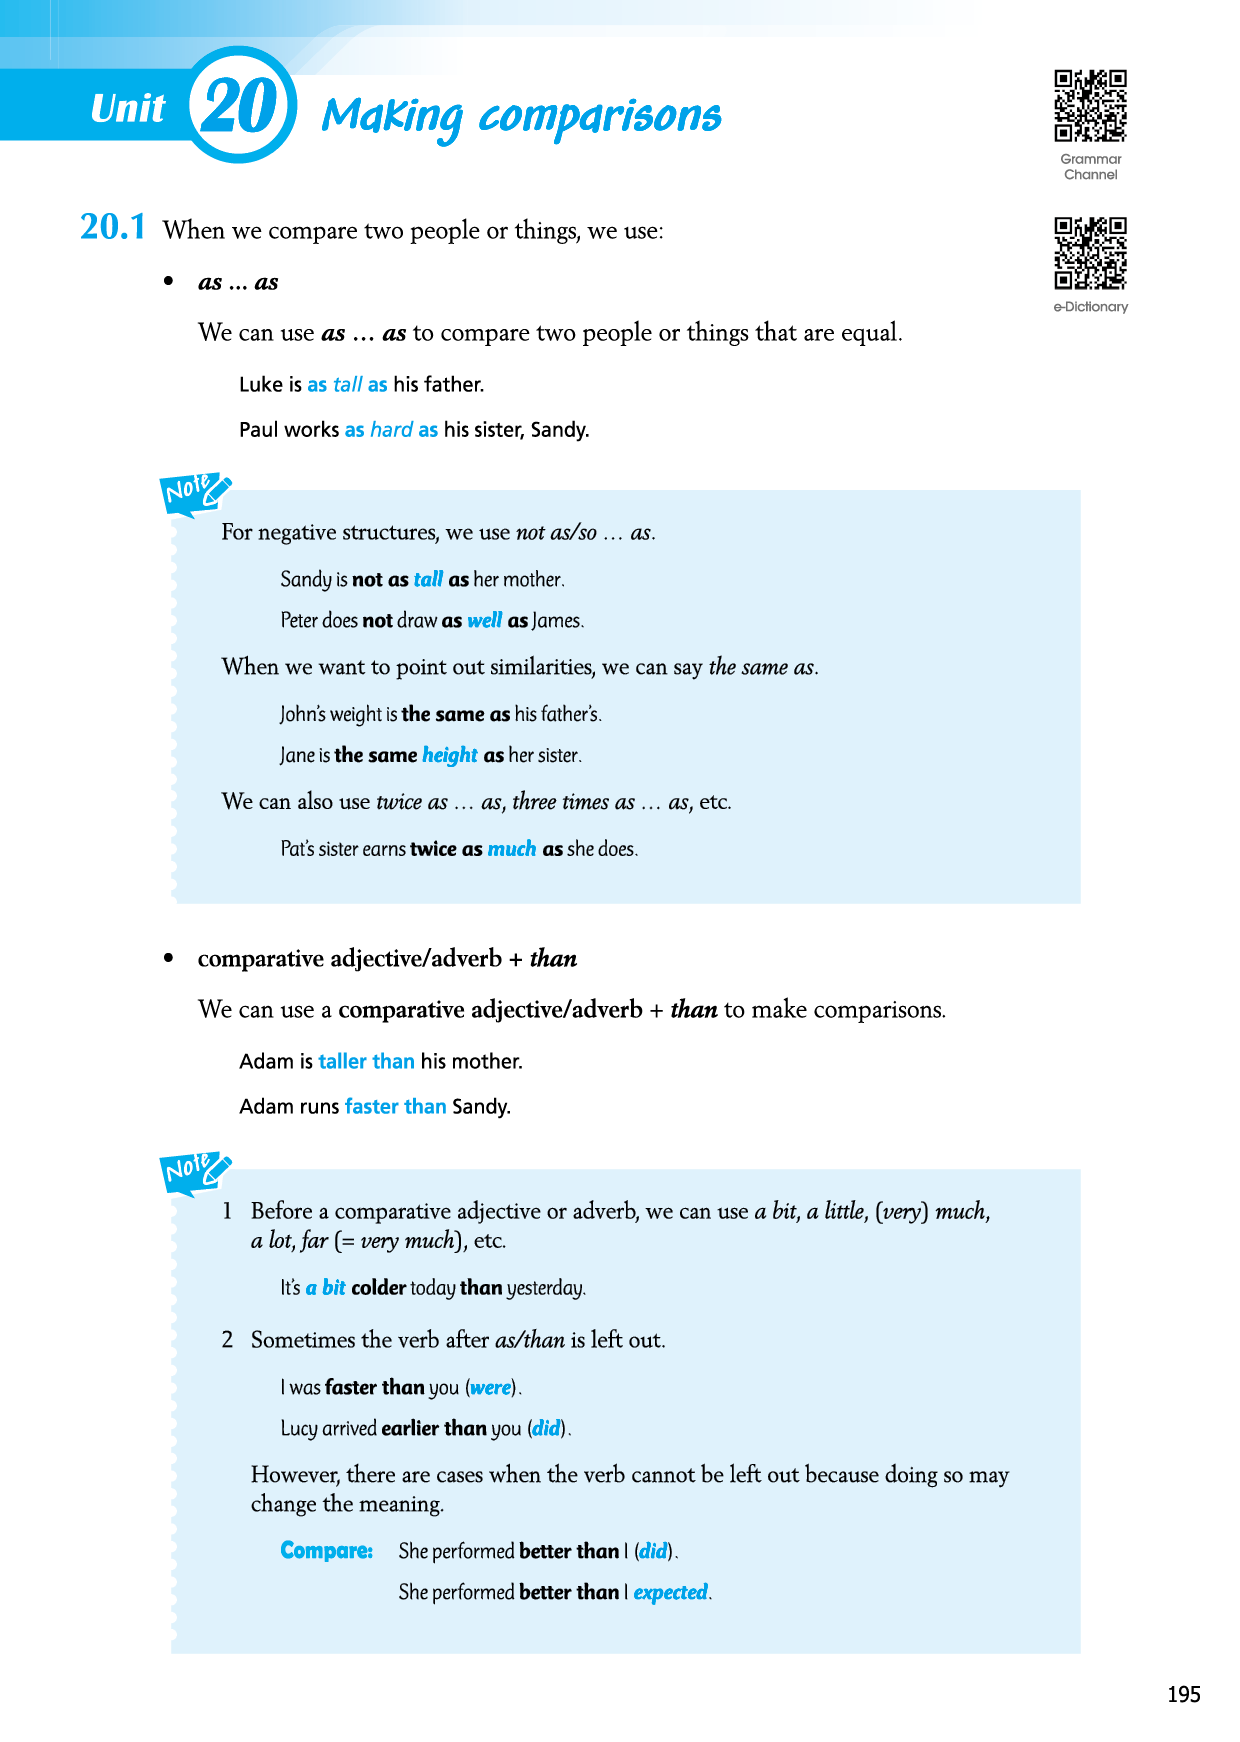 Unit 20 Making comparisons
Grammar
Channel
20.1 When we compare two people or things, we use:
e-Dictionary
• as ... as
We can use as ... as to compare two people or things that are equal.
Luke is as tall as his father.
Paul works as hard as his sister, Sandy.
Note
For negative structures, we use not as/so ... as.
Sandy is not as tall as her mother.
Peter does not draw as well as James.
When we want to point out similarities, we can say the same as.
John's weight is the same as his father's.
Jane is the same height as her sister.
We can also use twice as ... as, three times as ... as, etc.
Pat's sister earns twice as much as she does.
• comparative adjective/adverb + than
We can use a comparative adjective/adverb + than to make comparisons.
Adam is taller than his mother.
Adam runs faster than Sandy.
Note
1 Before a comparative adjective or adverb, we can use a bit, a little, (very) much,
a lot, far (= very much), etc.
It's a bit colder today than yesterday.
2 Sometimes the verb after as/than is left out.
I was faster than you (were).
Lucy arrived earlier than you (did).
However, there are cases when the verb cannot be left out because doing so may
change the meaning.
Compare: She performed better than I (did).
She performed better than I expected.
195